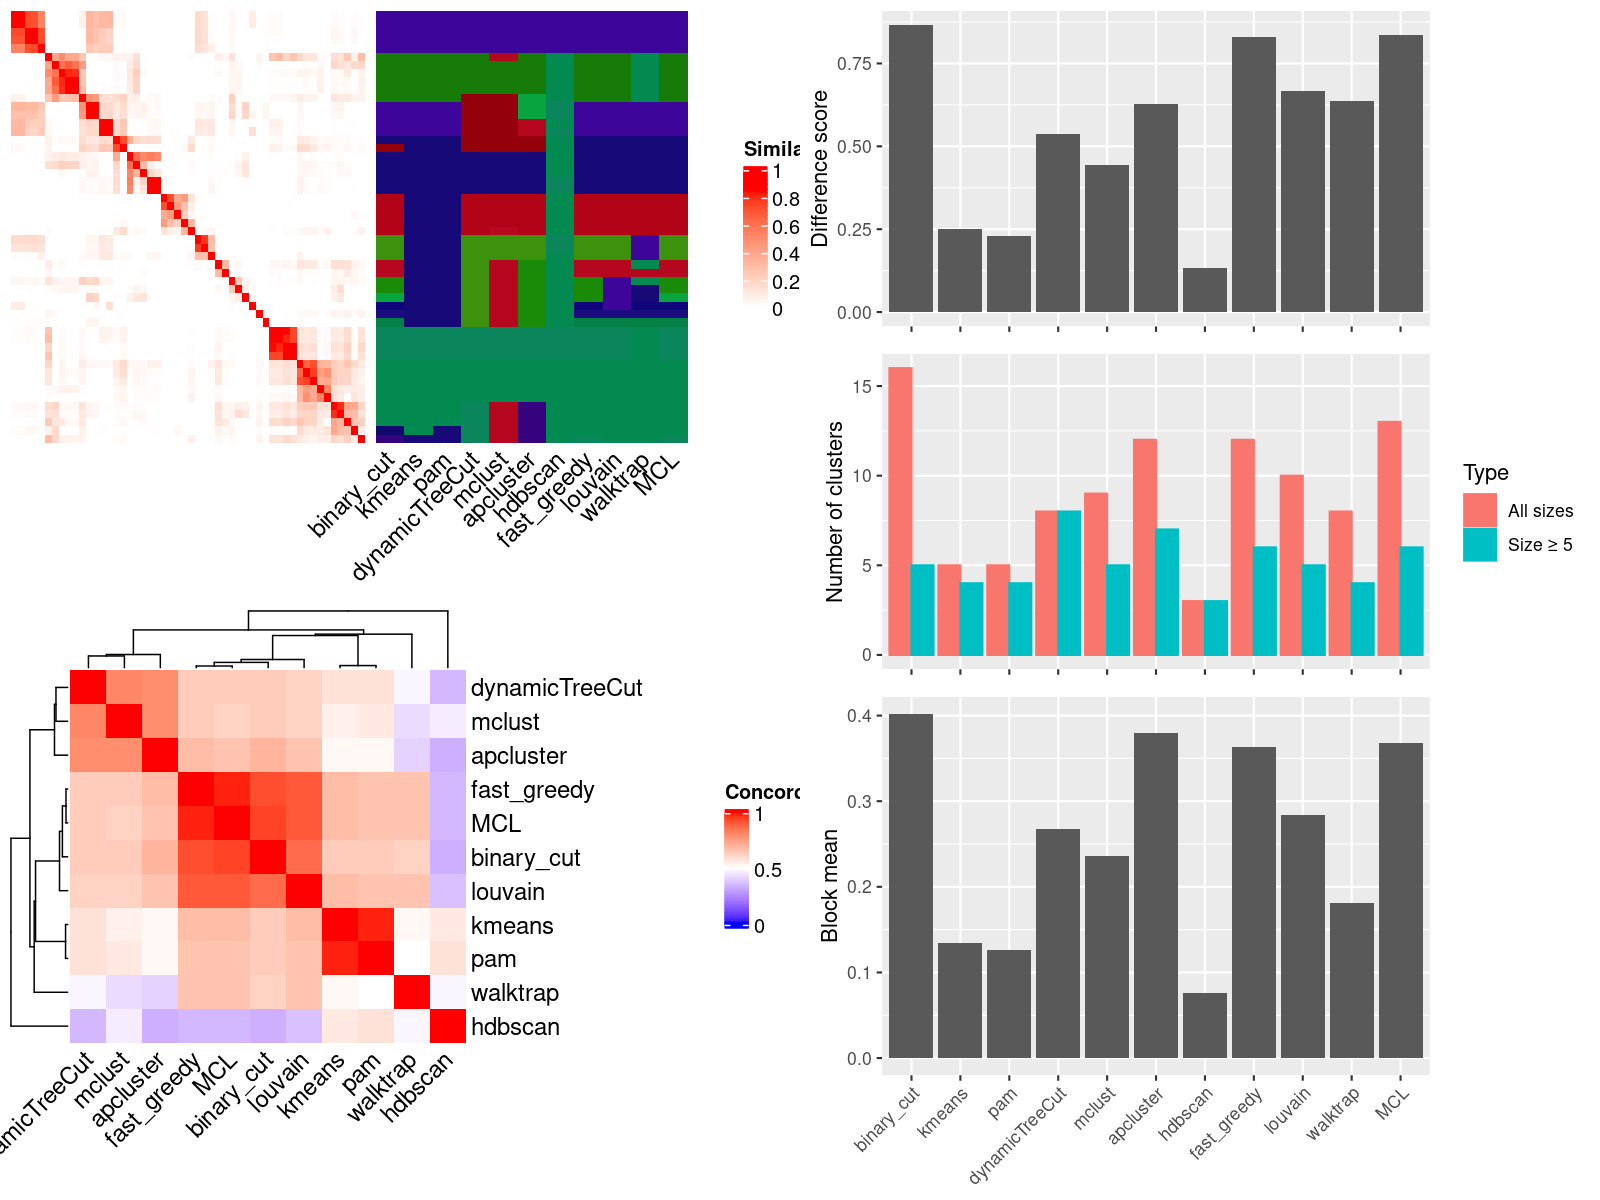 Simila
1
0.8
0.6
0.4
0.2
0
binary_cut
kmeans
pam
dynamicTreeCut
mclust
apcluster
hdbscan
fast_greedy
louvain
walktrap
MCL
dynamicTreeCut
mclust
apcluster
fast_greedy
MCL
binary_cut
louvain
kmeans
pam
walktrap
hdbscan
Concord
1
0.5
0
amicTreeCut
mclust
apcluster
fast_greedy
MCL
binary_cut
louvain
kmeans
pam
walktrap
hdbscan
Difference score
0.75
0.50
0.25
0.00
Number of clusters
15
10
5
0
Type
All sizes
Size ≥ 5
Block mean
0.4
0.3
0.2
0.1
0.0
binary_cut
kmeans
pam
dynamicTreeCut
mclust
apcluster
hdbscan
fast_greedy
louvain
walktrap
MCL